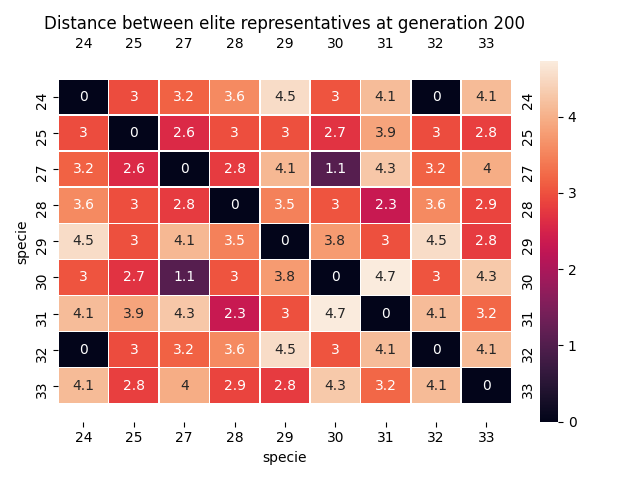 Distance between elite representatives at generation 200
24 25 27 28 29 30 31 32 33
24 0 3 3.2 3.6 4.5 3 4.1 0 4.1 24
25 3 0 2.6 3 3 2.7 3.9 3 2.8 25
27 3.2 2.6 0 2.8 4.1 1.1 4.3 3.2 4 27
28 3.6 3 2.8 0 3.5 3 2.3 3.6 2.9 28
29 4.5 3 4.1 3.5 0 3.8 3 4.5 2.8 29
30 3 2.7 1.1 3 3.8 0 4.7 3 4.3 30
31 4.1 3.9 4.3 2.3 3 4.7 0 4.1 3.2 31
32 0 3 3.2 3.6 4.5 3 4.1 0 4.1 32
33 4.1 2.8 4 2.9 2.8 4.3 3.2 4.1 0 33
24 25 27 28 29 30 31 32 33
specie
specie
4
3
2
1
0